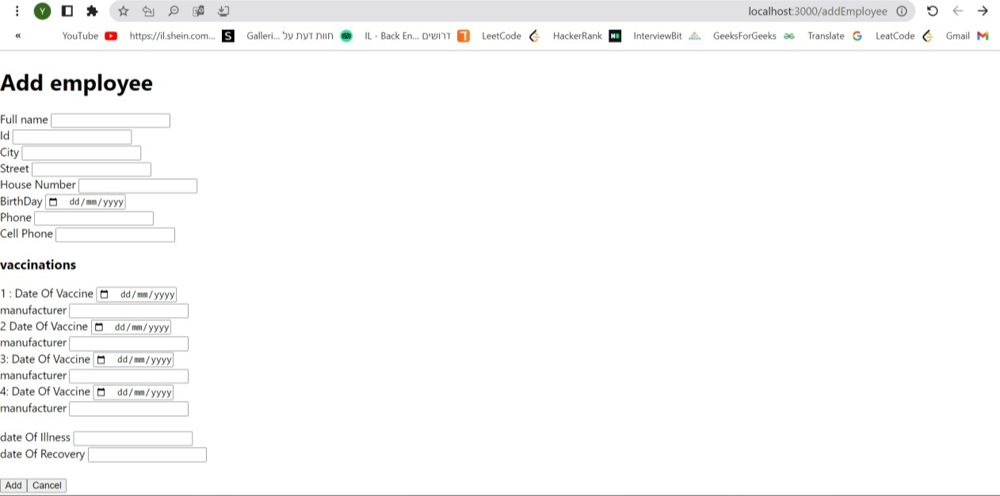 Y localhost:3000/addEmployee
« YouTube https://il.shein.com... S Galleri... חוות דעת על IL - Back En... דרושים LeetCode HackerRank InterviewBit GeeksForGeeks Translate LeatCode Gmail
Add employee
Full name
Id
City
Street
House Number
BirthDay dd/mm/yyyy
Phone
Cell Phone
vaccinations
1 : Date Of Vaccine dd/mm/yyyy
manufacturer
2 Date Of Vaccine dd/mm/yyyy
manufacturer
3: Date Of Vaccine dd/mm/yyyy
manufacturer
4: Date Of Vaccine dd/mm/yyyy
manufacturer
date Of Illness
date Of Recovery
Add Cancel